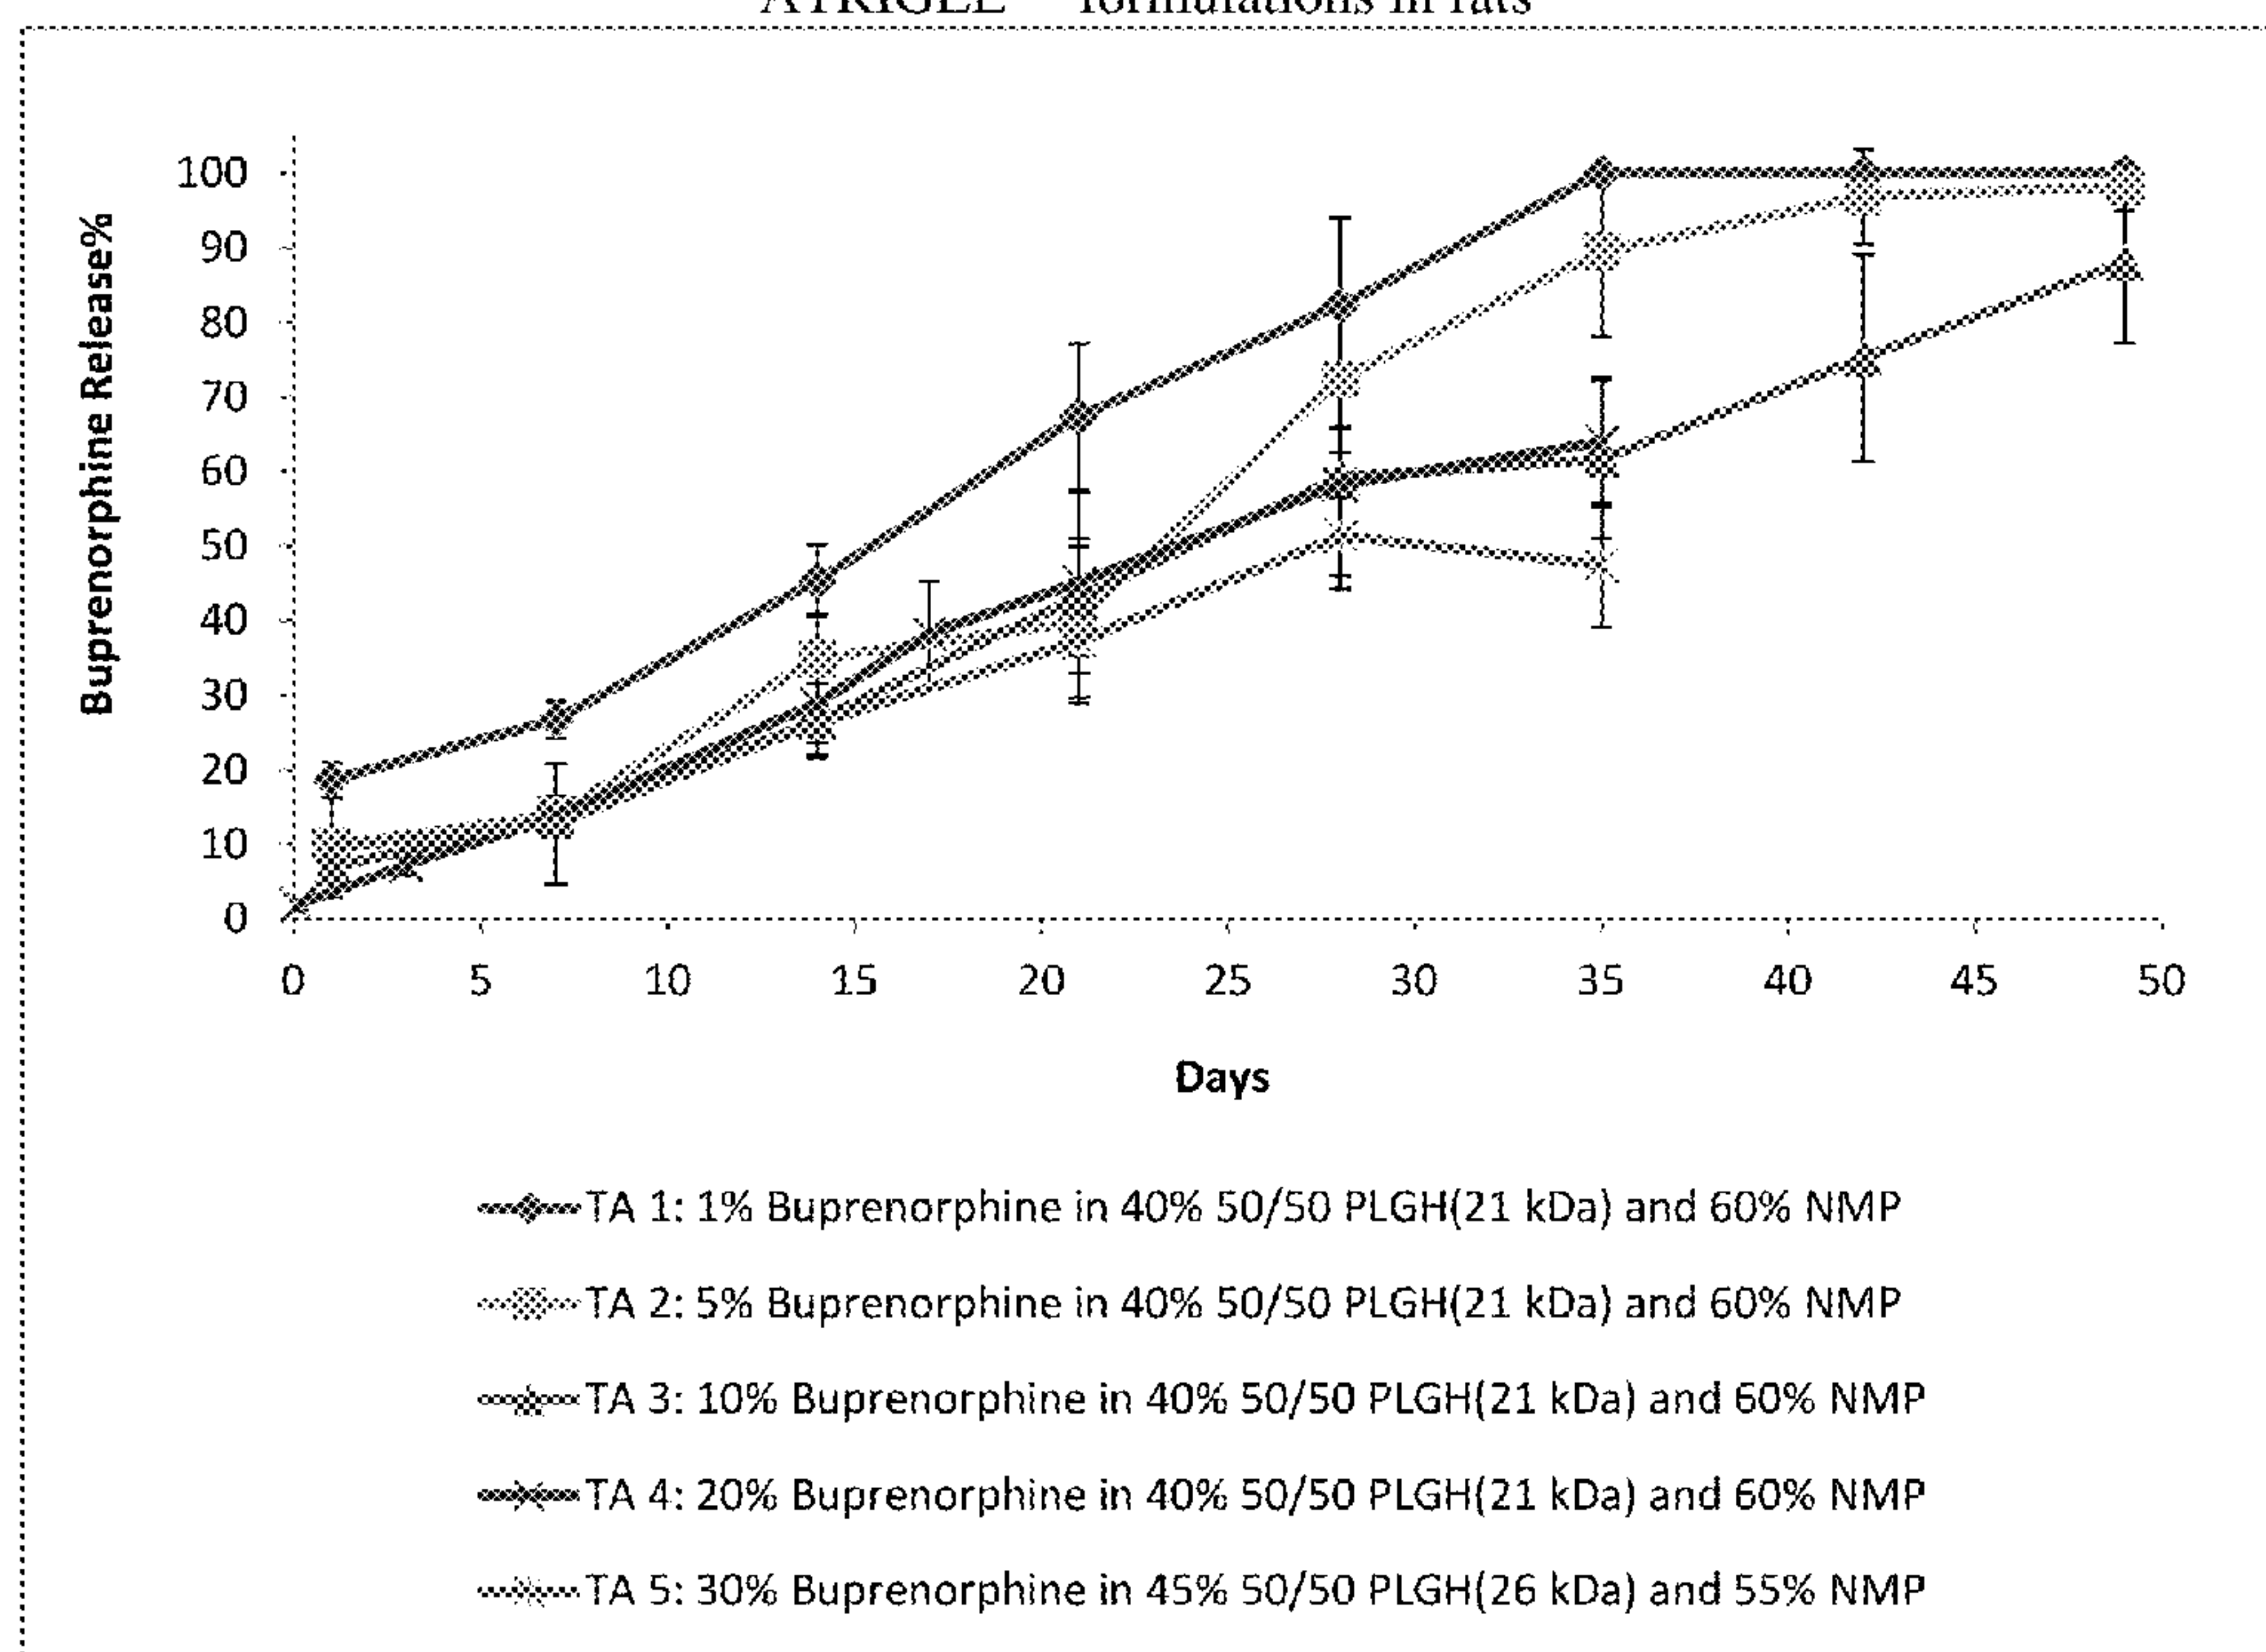 ATRIGEL™ formulations in rats
Buprenorphine Release%
100
90
80
70
60
50
40
30
20
10
0
0 5 10 15 20 25 30 35 40 45 50
Days
TA 1: 1% Buprenorphine in 40% 50/50 PLGH(21 kDa) and 60% NMP
TA 2: 5% Buprenorphine in 40% 50/50 PLGH(21 kDa) and 60% NMP
TA 3: 10% Buprenorphine in 40% 50/50 PLGH(21 kDa) and 60% NMP
TA 4: 20% Buprenorphine in 40% 50/50 PLGH(21 kDa) and 60% NMP
TA 5: 30% Buprenorphine in 45% 50/50 PLGH(26 kDa) and 55% NMP